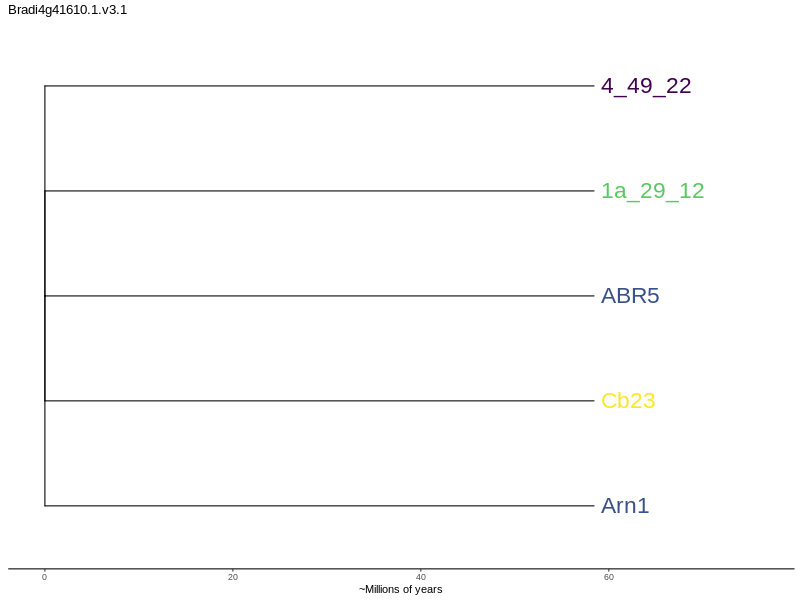 Bradi4g41610.1.v3.1
4_49_22
1a_29_12
ABR5
Cb23
Arn1
0 20 40 60
~Millions of years